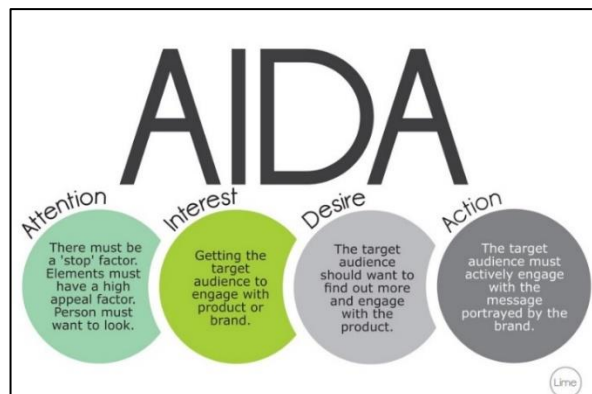 AIDA
Attention
There must be
a 'stop' factor.
Elements must
have a high
appeal factor.
Person must
want to look.
Interest
Getting the
target
audience to
engage with
product or
brand.
Desire
The target
audience
should want to
find out more
and engage
with the
product.
Action
The target
audience must
actively engage
with the
message
portrayed by the
brand.
Lime